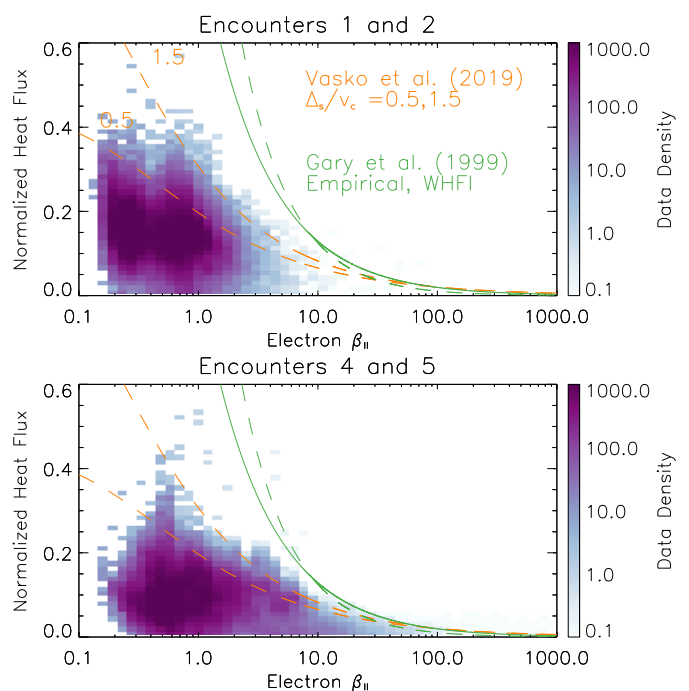 Encounters 1 and 2
Normalized Heat Flux
0.6
0.4
0.2
0.0
1.5
0.5
Vasko et al. (2019)
Δs/vc =0.5,1.5
Gary et al. (1999)
Empirical, WHFI
0.1 1.0 10.0 100.0 1000.0
Electron β||
1000.0
100.0
10.0
1.0
0.1
Data Density
Encounters 4 and 5
Normalized Heat Flux
0.6
0.4
0.2
0.0
0.1 1.0 10.0 100.0 1000.0
Electron β||
1000.0
100.0
10.0
1.0
0.1
Data Density